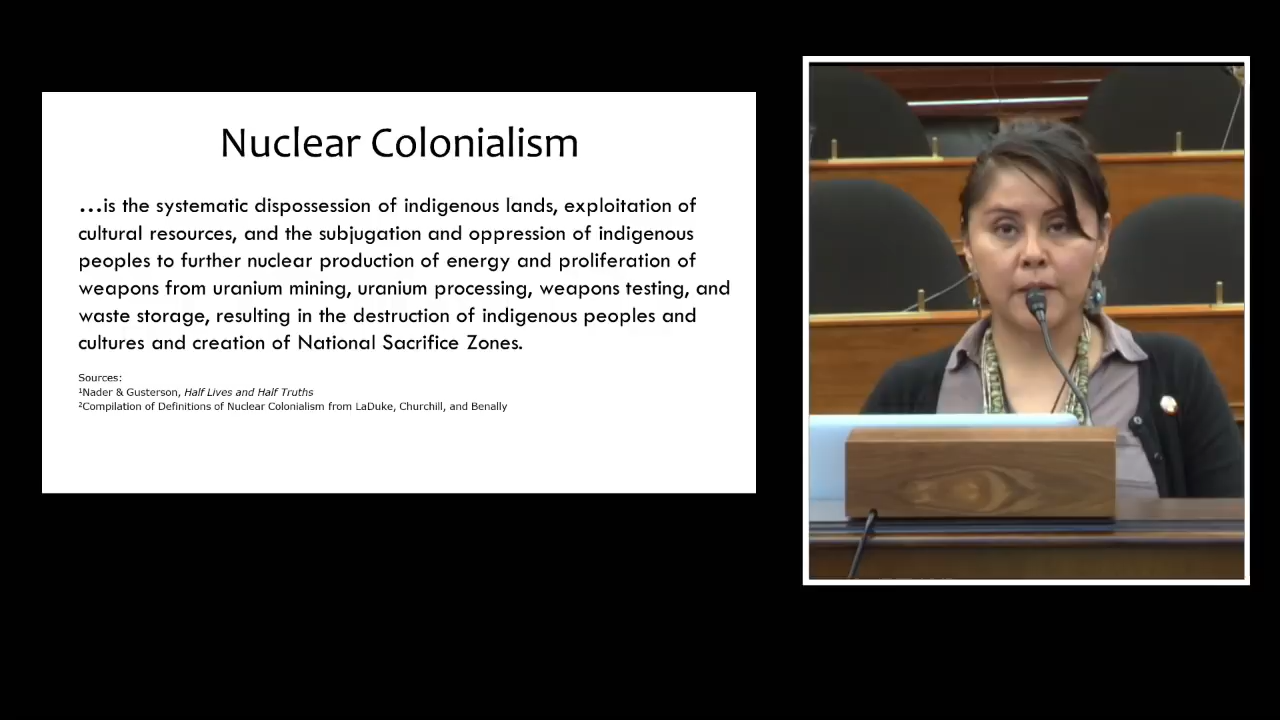 Nuclear Colonialism
...is the systematic dispossession of indigenous lands, exploitation of
cultural resources, and the subjugation and oppression of indigenous
peoples to further nuclear production of energy and proliferation of
weapons from uranium mining, uranium processing, weapons testing, and
waste storage, resulting in the destruction of indigenous peoples and
cultures and creation of National Sacrifice Zones.
Sources:
¹Nader & Gusterson, Half Lives and Half Truths
²Compilation of Definitions of Nuclear Colonialism from LaDuke, Churchill, and Benally